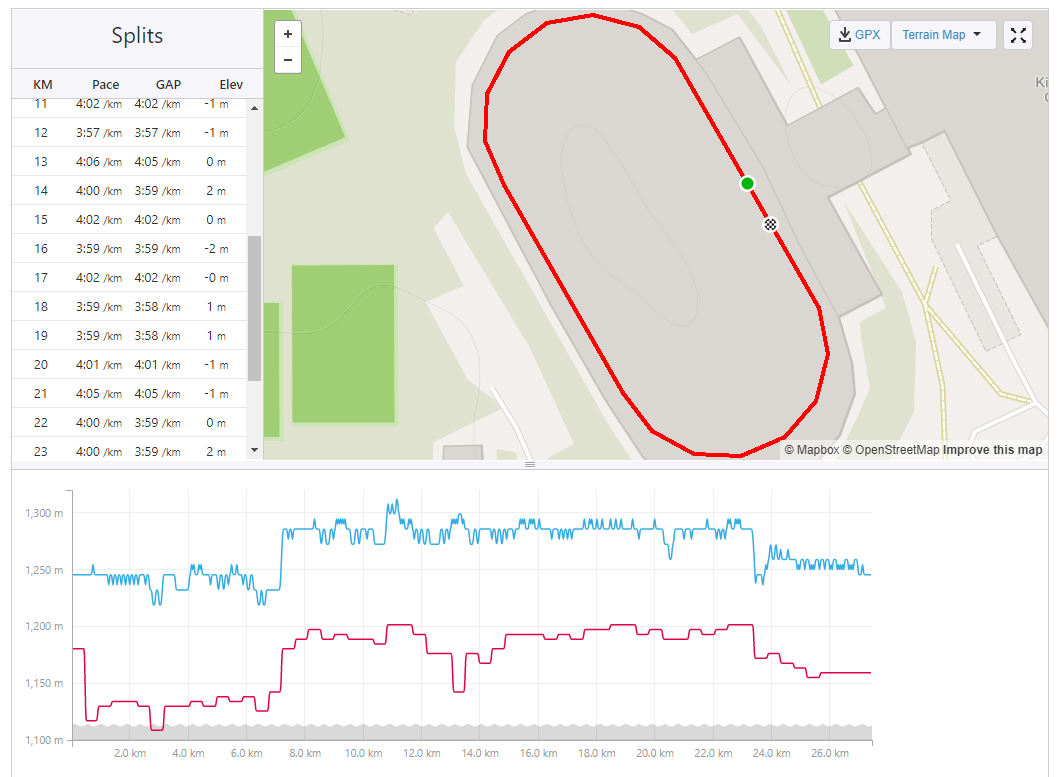 Splits
KM Pace GAP Elev
11 4:02 /km 4:02 /km -1 m
12 3:57 /km 3:57 /km -1 m
13 4:06 /km 4:05 /km 0 m
14 4:00 /km 3:59 /km 2 m
15 4:02 /km 4:02 /km 0 m
16 3:59 /km 3:59 /km -2 m
17 4:02 /km 4:02 /km -0 m
18 3:59 /km 3:58 /km 1 m
19 3:59 /km 3:58 /km 1 m
20 4:01 /km 4:01 /km -1 m
21 4:05 /km 4:05 /km -1 m
22 4:00 /km 3:59 /km 0 m
23 4:00 /km 3:59 /km 2 m
+
−
GPX
Terrain Map
Ki
© Mapbox © OpenStreetMap Improve this map
1,300 m
1,250 m
1,200 m
1,150 m
1,100 m
2.0 km 4.0 km 6.0 km 8.0 km 10.0 km 12.0 km 14.0 km 16.0 km 18.0 km 20.0 km 22.0 km 24.0 km 26.0 km